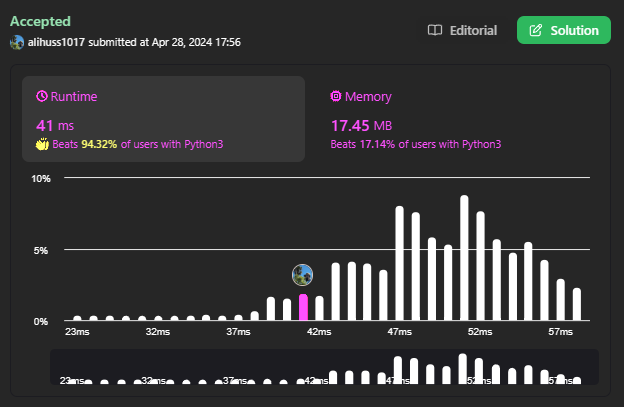 Accepted
alihuss1017 submitted at Apr 28, 2024 17:56
Editorial
Solution
Runtime
41 ms
Beats 94.32% of users with Python3
Memory
17.45 MB
Beats 17.14% of users with Python3
10%
5%
0%
23ms 32ms 37ms 42ms 47ms 52ms 57ms
23ms 32ms 37ms 42ms 47ms 52ms 57ms